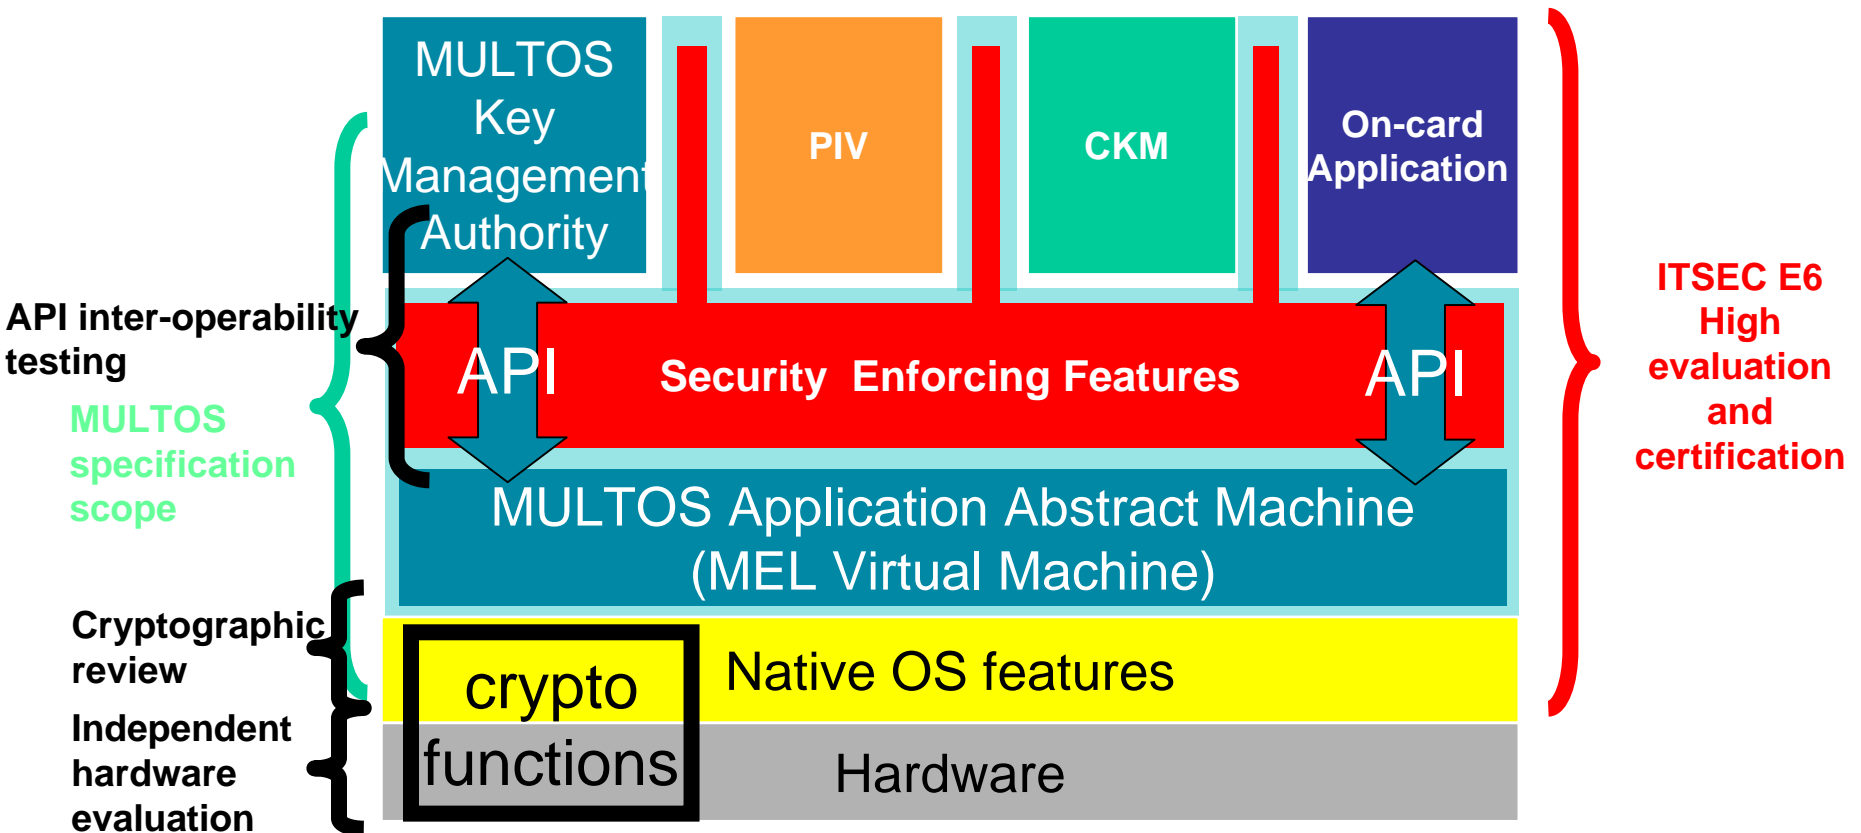 MULTOS
Key
Management
Authority
PIV
CKM
On-card
Application
API inter-operability
testing
MULTOS
specification
scope
API
Security Enforcing Features
API
ITSEC E6
High
evaluation
and
certification
MULTOS Application Abstract Machine
(MEL Virtual Machine)
Cryptographic
review
crypto
functions
Native OS features
Independent
hardware
evaluation
Hardware